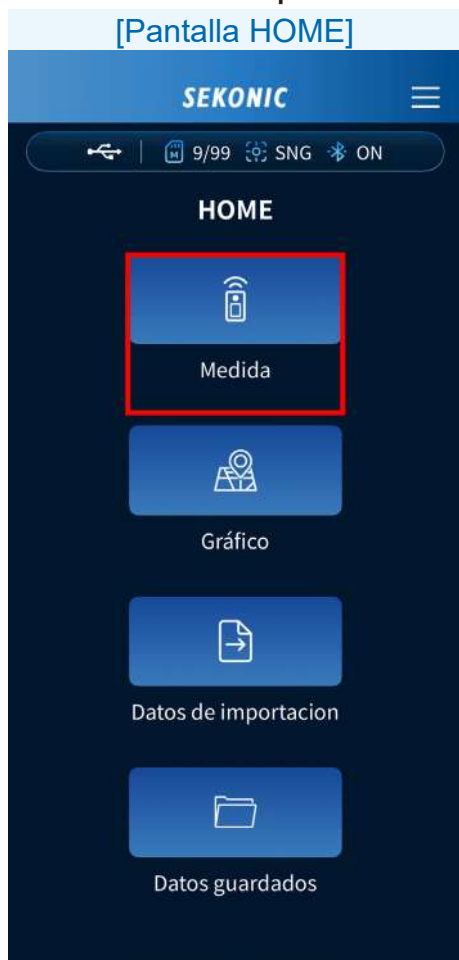 [Pantalla HOME]
SEKONIC
M 9/99 SNG ON
HOME
Medida
Gráfico
Datos de importacion
Datos guardados